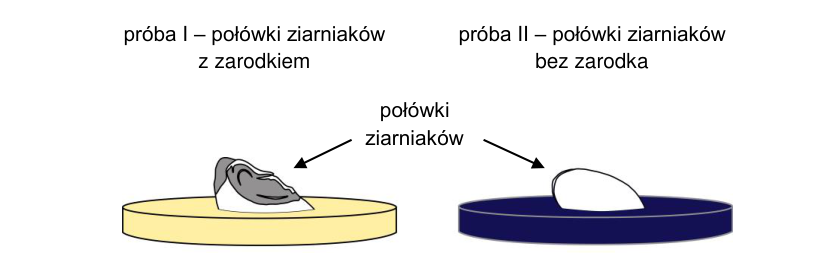 próba I – połówki ziarniaków
z zarodkiem
próba II – połówki ziarniaków
bez zarodka
połówki
ziarniaków